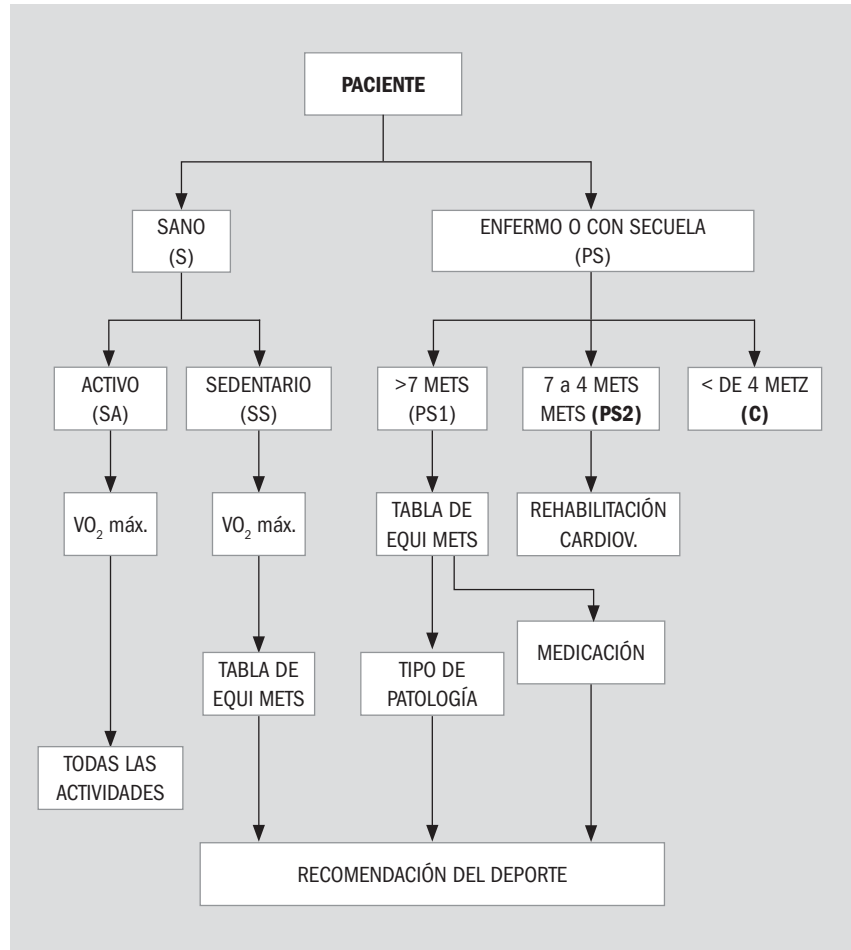 PACIENTE
SANO
(S)
ENFERMO O CON SECUELA
(PS)
ACTIVO
(SA)
SEDENTARIO
(SS)
>7 METS
(PS1)
7 a 4 METS
METS (PS2)
< DE 4 METZ
(C)
VO₂ máx.
VO₂ máx.
TABLA DE
EQUI METS
REHABILITACIÓN
CARDIOV.
TABLA DE
EQUI METS
TIPO DE
PATOLOGÍA
MEDICACIÓN
TODAS LAS
ACTIVIDADES
RECOMENDACIÓN DEL DEPORTE